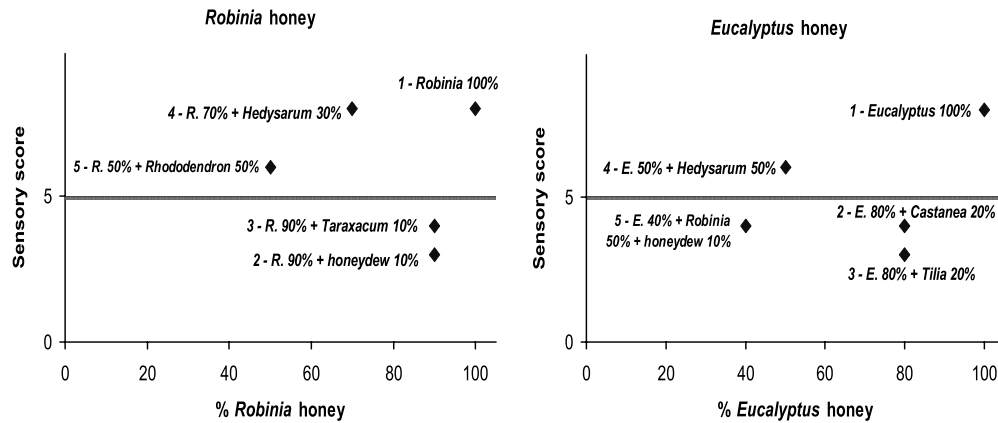 Robinia honey
1 - Robinia 100%
4 - R. 70% + Hedysarum 30%
5 - R. 50% + Rhododendron 50%
3 - R. 90% + Taraxacum 10%
2 - R. 90% + honeydew 10%
Sensory score
5
0
0 20 40 60 80 100
% Robinia honey
Eucalyptus honey
1 - Eucalyptus 100%
4 - E. 50% + Hedysarum 50%
2 - E. 80% + Castanea 20%
5 - E. 40% + Robinia
50% + honeydew 10%
3 - E. 80% + Tilia 20%
Sensory score
5
0
0 20 40 60 80 100
% Eucalyptus honey